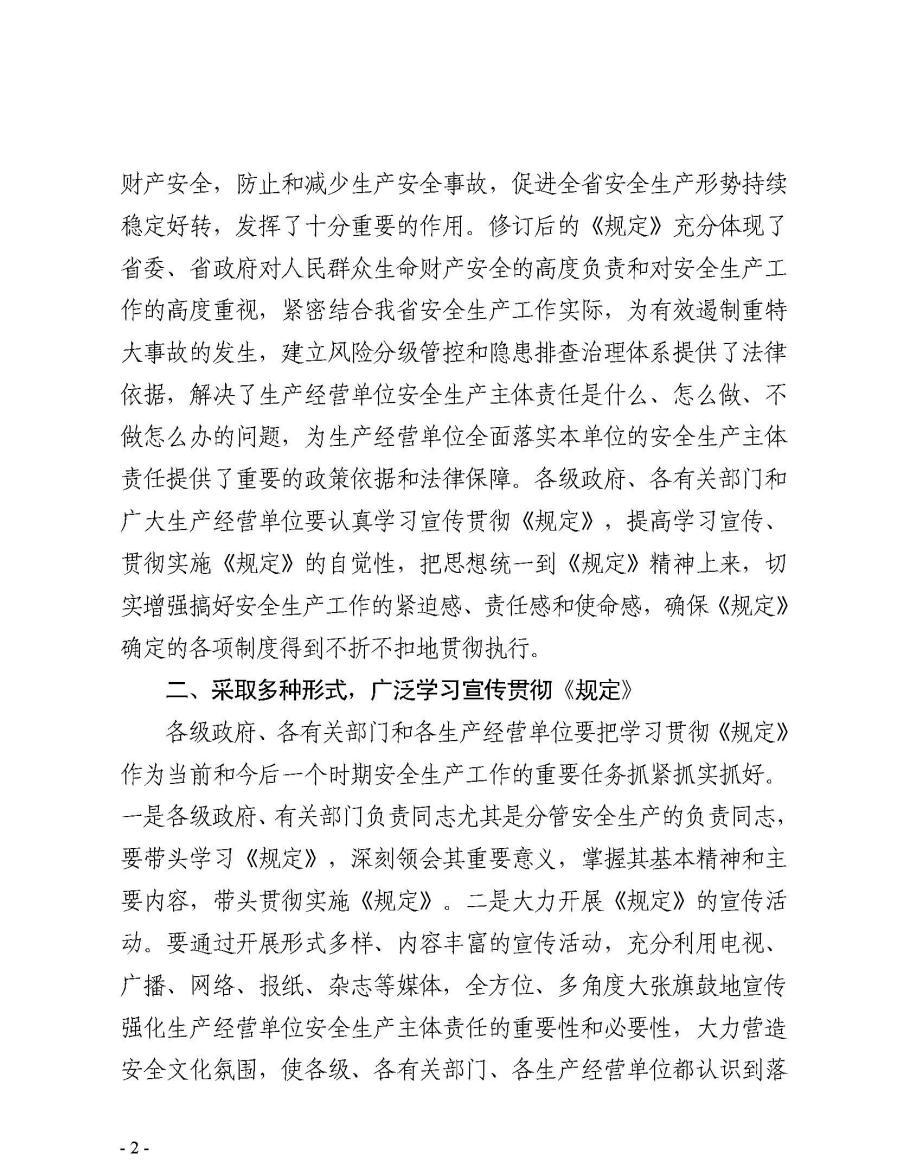 财产安全，防止和减少生产安全事故，促进全省安全生产形势持续
稳定好转，发挥了十分重要的作用。修订后的《规定》充分体现了
省委、省政府对人民群众生命财产安全的高度负责和对安全生产工
作的高度重视，紧密结合我省安全生产工作实际，为有效遏制重特
大事故的发生，建立风险分级管控和隐患排查治理体系提供了法律
依据，解决了生产经营单位安全生产主体责任是什么、怎么做、不
做怎么办的问题，为生产经营单位全面落实本单位的安全生产主体
责任提供了重要的政策依据和法律保障。各级政府、各有关部门和
广大生产经营单位要认真学习宣传贯彻《规定》，提高学习宣传、
贯彻实施《规定》的自觉性，把思想统一到《规定》精神上来，切
实增强搞好安全生产工作的紧迫感、责任感和使命感，确保《规定》
确定的各项制度得到不折不扣地贯彻执行。
二、采取多种形式，广泛学习宣传贯彻《规定》
各级政府、各有关部门和各生产经营单位要把学习贯彻《规定》
作为当前和今后一个时期安全生产工作的重要任务抓紧抓实抓好。
一是各级政府、有关部门负责同志尤其是分管安全生产的负责同志，
要带头学习《规定》，深刻领会其重要意义，掌握其基本精神和主
要内容，带头贯彻实施《规定》。二是大力开展《规定》的宣传活
动。要通过开展形式多样、内容丰富的宣传活动，充分利用电视、
广播、网络、报纸、杂志等媒体，全方位、多角度大张旗鼓地宣传
强化生产经营单位安全生产主体责任的重要性和必要性，大力营造
安全文化氛围，使各级、各有关部门、各生产经营单位都认识到落
- 2 -